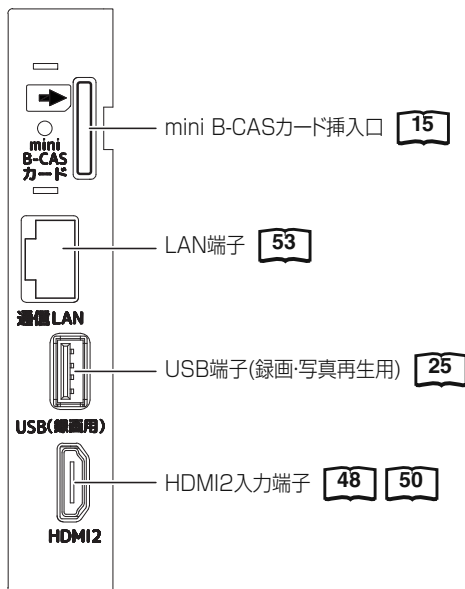 mini
B-CAS
カード
mini B-CASカード挿入口 15
LAN端子 53
通信LAN
USB端子(録画・写真再生用) 25
USB(録画用)
HDMI2入力端子 48 50
HDMI2